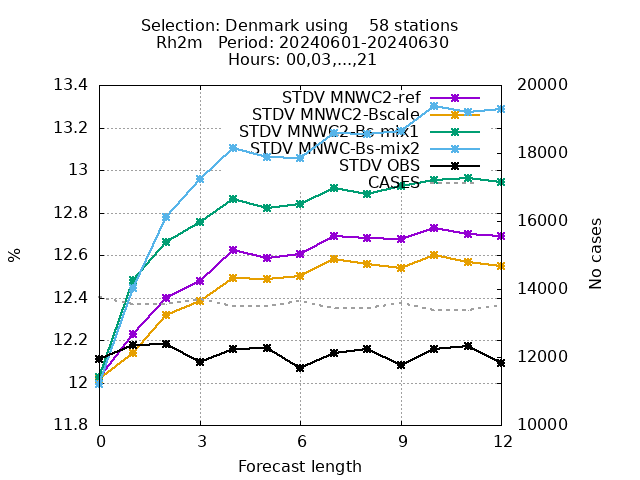 Selection: Denmark using    58 stations
Rh2m   Period: 20240601-20240630
Hours: 00,03,...,21
STDV MNWC2-ref
STDV MNWC2-Bscale
STDV MNWC2-Bs-mix1
STDV MNWC-Bs-mix2
STDV OBS
CASES
13.4
13.2
13
12.8
12.6
12.4
12.2
12
11.8
%
20000
18000
16000
14000
12000
10000
No cases
0 3 6 9 12
Forecast length